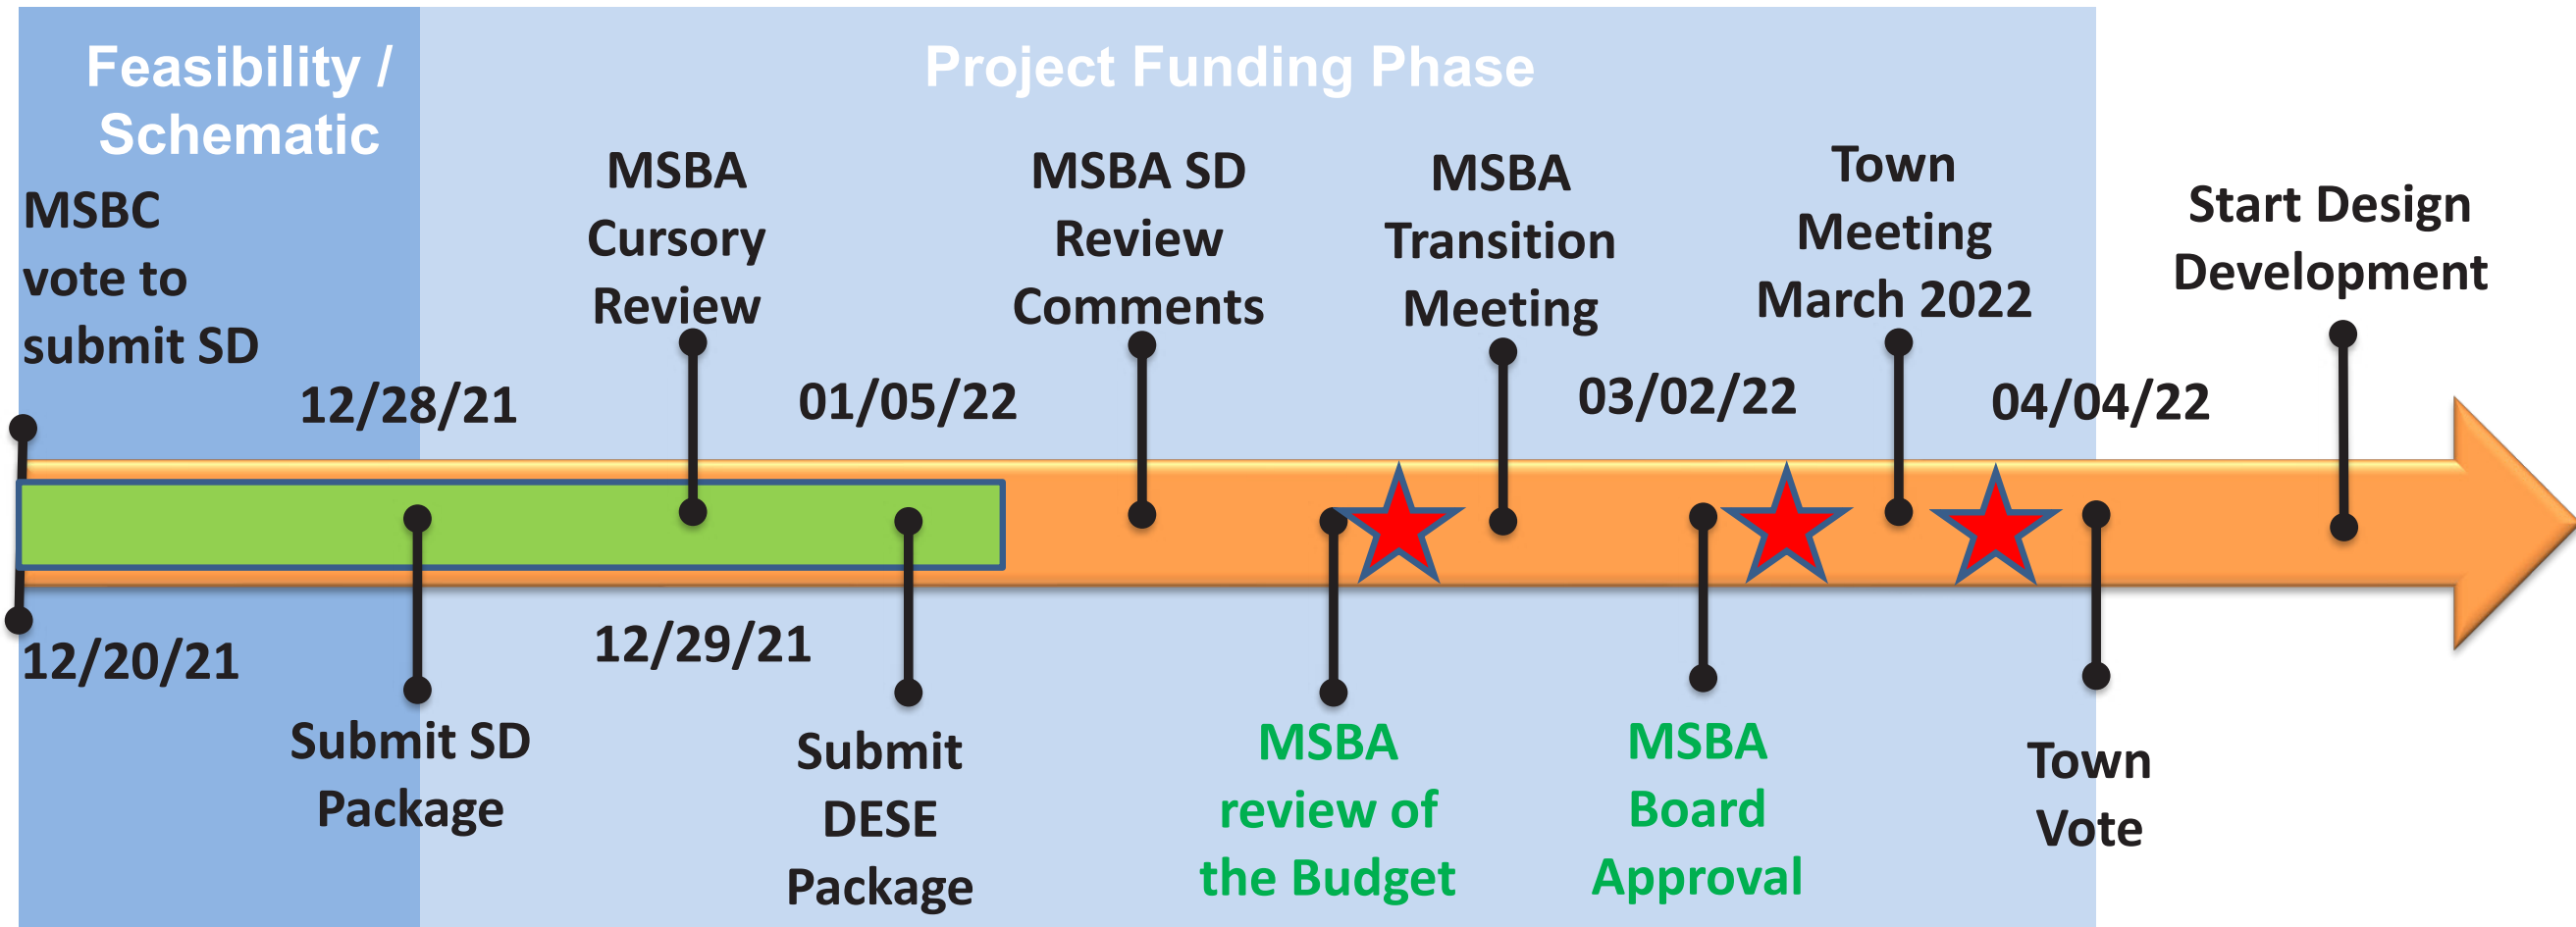 Feasibility /
Schematic
Project Funding Phase
MSBC
vote to
submit SD
MSBA
Cursory
Review
MSBA SD
Review
Comments
MSBA
Transition
Meeting
Town
Meeting
March 2022
Start Design
Development
12/28/21
01/05/22
03/02/22
04/04/22
12/20/21
12/29/21
Submit SD
Package
Submit
DESE
Package
MSBA
review of
the Budget
MSBA
Board
Approval
Town
Vote